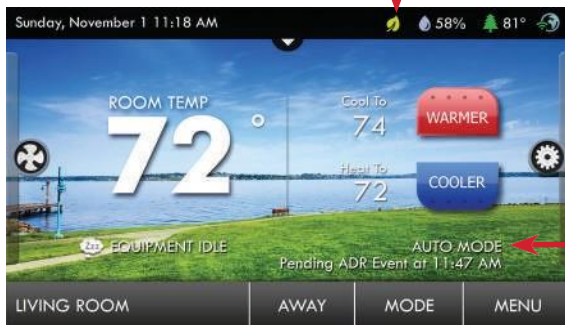 Sunday, November 1 11:18 AM
58%
81°
ROOM TEMP
72°
Cool To
74
WARMER
Heat To
72
COOLER
Zzz EQUIPMENT IDLE
AUTO MODE
Pending ADR Event at 11:47 AM
LIVING ROOM
AWAY
MODE
MENU